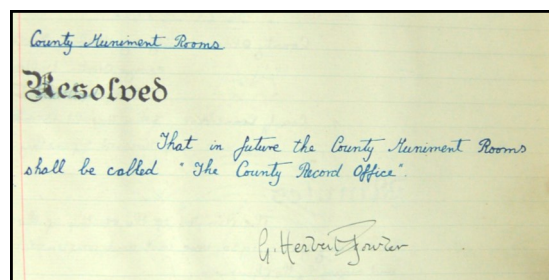 County Muniment Rooms
Resolved
That in future the County Muniment Rooms
shall be called "The County Record Office".
G. Herbert Fowler